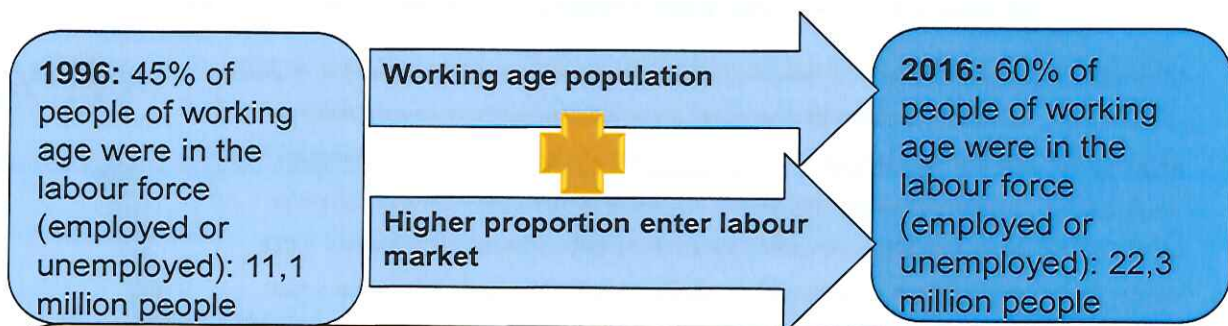 1996: 45% of
people of working
age were in the
labour force
(employed or
unemployed): 11,1
million people
Working age population
Higher proportion enter labour
market
2016: 60% of
people of working
age were in the
labour force
(employed or
unemployed): 22,3
million people